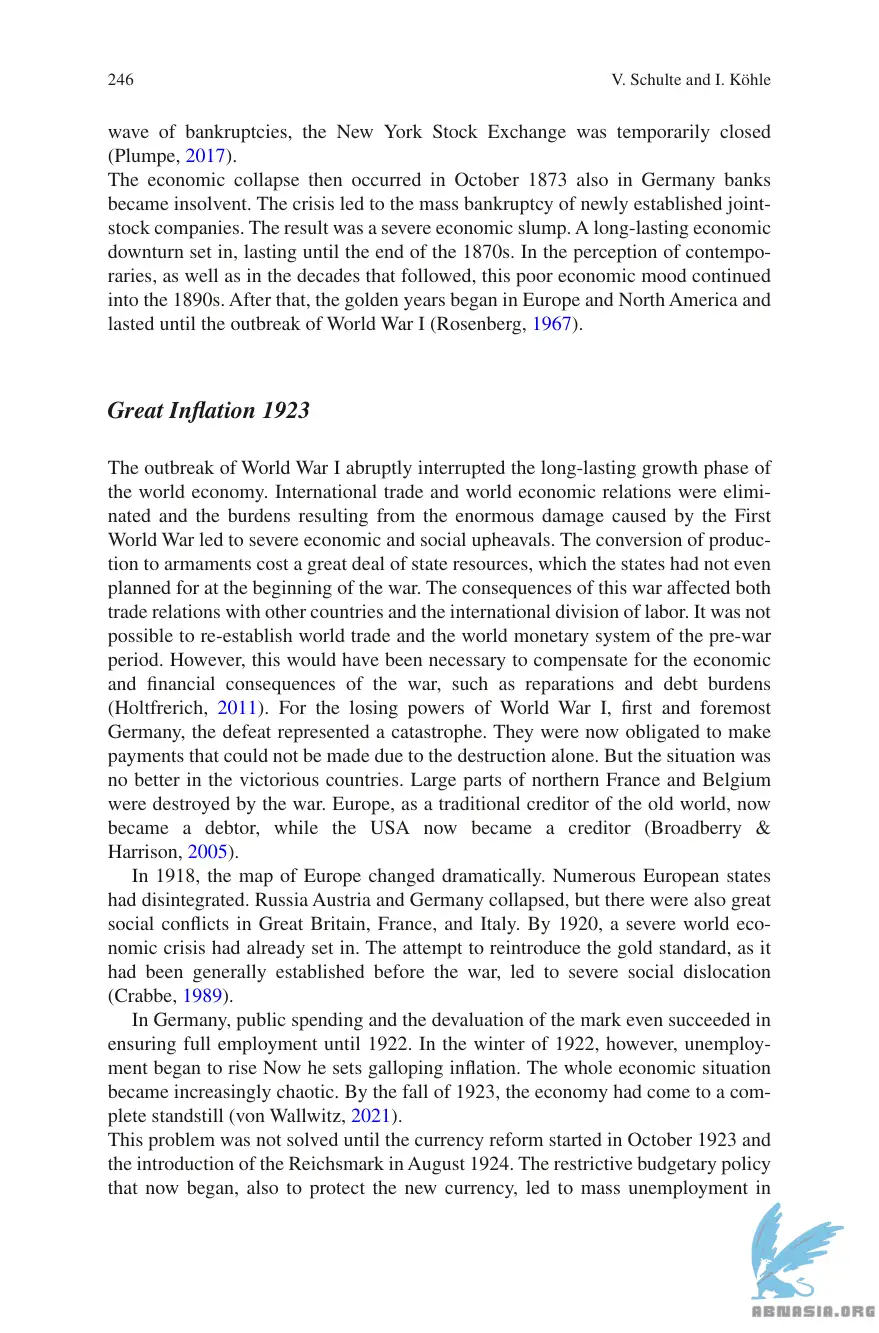 246
V. Schulte and I. Köhle
wave of bankruptcies, the New York Stock Exchange was temporarily closed
(Plumpe, 2017).
The economic collapse then occurred in October 1873 also in Germany banks
became insolvent. The crisis led to the mass bankruptcy of newly established joint-
stock companies. The result was a severe economic slump. A long-lasting economic
downturn set in, lasting until the end of the 1870s. In the perception of contempo-
raries, as well as in the decades that followed, this poor economic mood continued
into the 1890s. After that, the golden years began in Europe and North America and
lasted until the outbreak of World War I (Rosenberg, 1967).
Great Inflation 1923
The outbreak of World War I abruptly interrupted the long-lasting growth phase of
the world economy. International trade and world economic relations were elimi-
nated and the burdens resulting from the enormous damage caused by the First
World War led to severe economic and social upheavals. The conversion of produc-
tion to armaments cost a great deal of state resources, which the states had not even
planned for at the beginning of the war. The consequences of this war affected both
trade relations with other countries and the international division of labor. It was not
possible to re-establish world trade and the world monetary system of the pre-war
period. However, this would have been necessary to compensate for the economic
and financial consequences of the war, such as reparations and debt burdens
(Holtfrerich, 2011). For the losing powers of World War I, first and foremost
Germany, the defeat represented a catastrophe. They were now obligated to make
payments that could not be made due to the destruction alone. But the situation was
no better in the victorious countries. Large parts of northern France and Belgium
were destroyed by the war. Europe, as a traditional creditor of the old world, now
became a debtor, while the USA now became a creditor (Broadberry &
Harrison, 2005).
In 1918, the map of Europe changed dramatically. Numerous European states
had disintegrated. Russia Austria and Germany collapsed, but there were also great
social conflicts in Great Britain, France, and Italy. By 1920, a severe world eco-
nomic crisis had already set in. The attempt to reintroduce the gold standard, as it
had been generally established before the war, led to severe social dislocation
(Crabbe, 1989).
In Germany, public spending and the devaluation of the mark even succeeded in
ensuring full employment until 1922. In the winter of 1922, however, unemploy-
ment began to rise Now he sets galloping inflation. The whole economic situation
became increasingly chaotic. By the fall of 1923, the economy had come to a com-
plete standstill (von Wallwitz, 2021).
This problem was not solved until the currency reform started in October 1923 and
the introduction of the Reichsmark in August 1924. The restrictive budgetary policy
that now began, also to protect the new currency, led to mass unemployment in
ABNASIA.ORG